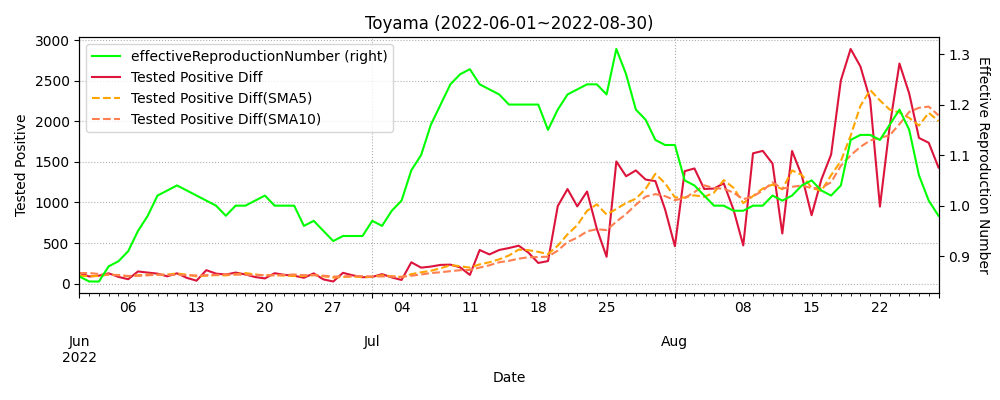 Toyama (2022-06-01~2022-08-30)
effectiveReproductionNumber (right)
Tested Positive Diff
Tested Positive Diff(SMA5)
Tested Positive Diff(SMA10)
Tested Positive
3000
2500
2000
1500
1000
500
0
Effective Reproduction Number
1.3
1.2
1.1
1.0
0.9
06 13 20 27 04 11 18 25 08 15 22
Jun Jul Aug
2022
Date